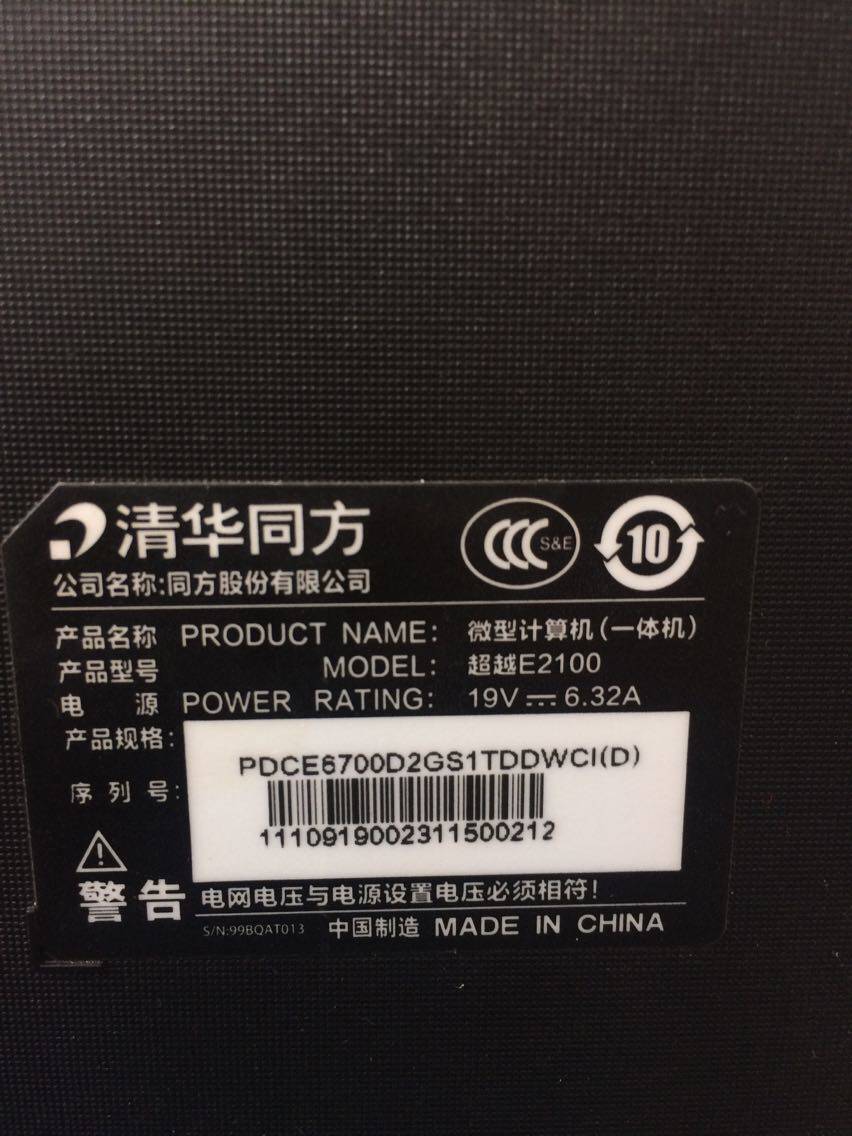 清华同方
CCC S&E
10
公司名称:同方股份有限公司
产品名称 PRODUCT NAME: 微型计算机(一体机)
产品型号 MODEL: 超越E2100
电 源 POWER RATING: 19V 6.32A
产品规格: PDCE6700D2GS1TDDWCI(D)
序列号: 1110919002311500212
警告 电网电压与电源设置电压必须相符!
S/N:99BQAT013 中国制造 MADE IN CHINA